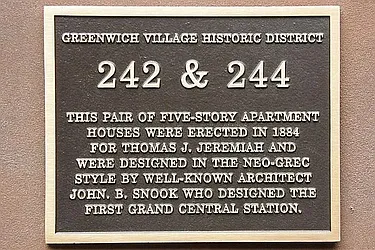 GREENWICH VILLAGE HISTORIC DISTRICT
242 & 244
THIS PAIR OF FIVE-STORY APARTMENT
HOUSES WERE ERECTED IN 1884
FOR THOMAS J. JEREMIAH AND
WERE DESIGNED IN THE NEO-GREC
STYLE BY WELL-KNOWN ARCHITECT
JOHN. B. SNOOK WHO DESIGNED THE
FIRST GRAND CENTRAL STATION.